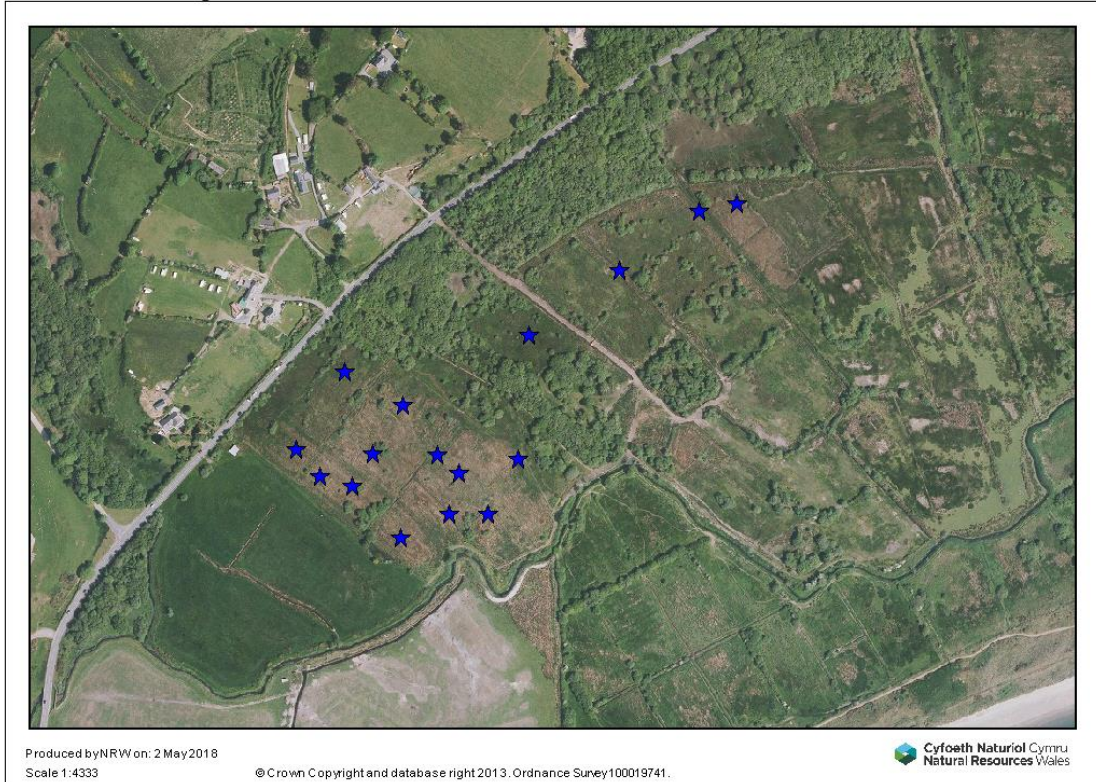 Produced by NRW on: 2 May 2018
Scale 1:4333
© Crown Copyright and database right 2013. Ordnance Survey 100019741.
Cyfoeth Naturiol Cymru
Natural Resources Wales